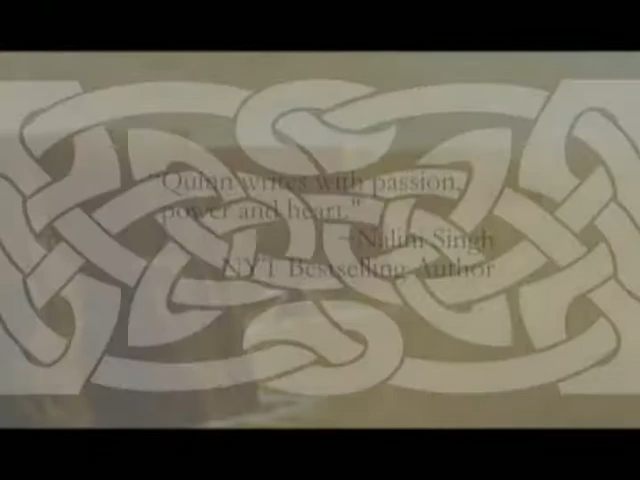 "Quinn writes with passion,
power and heart."
~Nalini Singh
NYT Bestselling Author